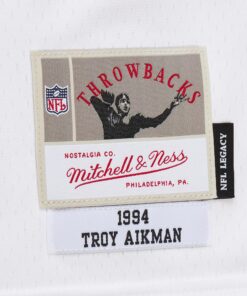 THROWBACKS
NFL
NOSTALGIA CO.
Mitchell & Ness
PHILADELPHIA, PA.
NFL LEGACY
1994
TROY AIKMAN